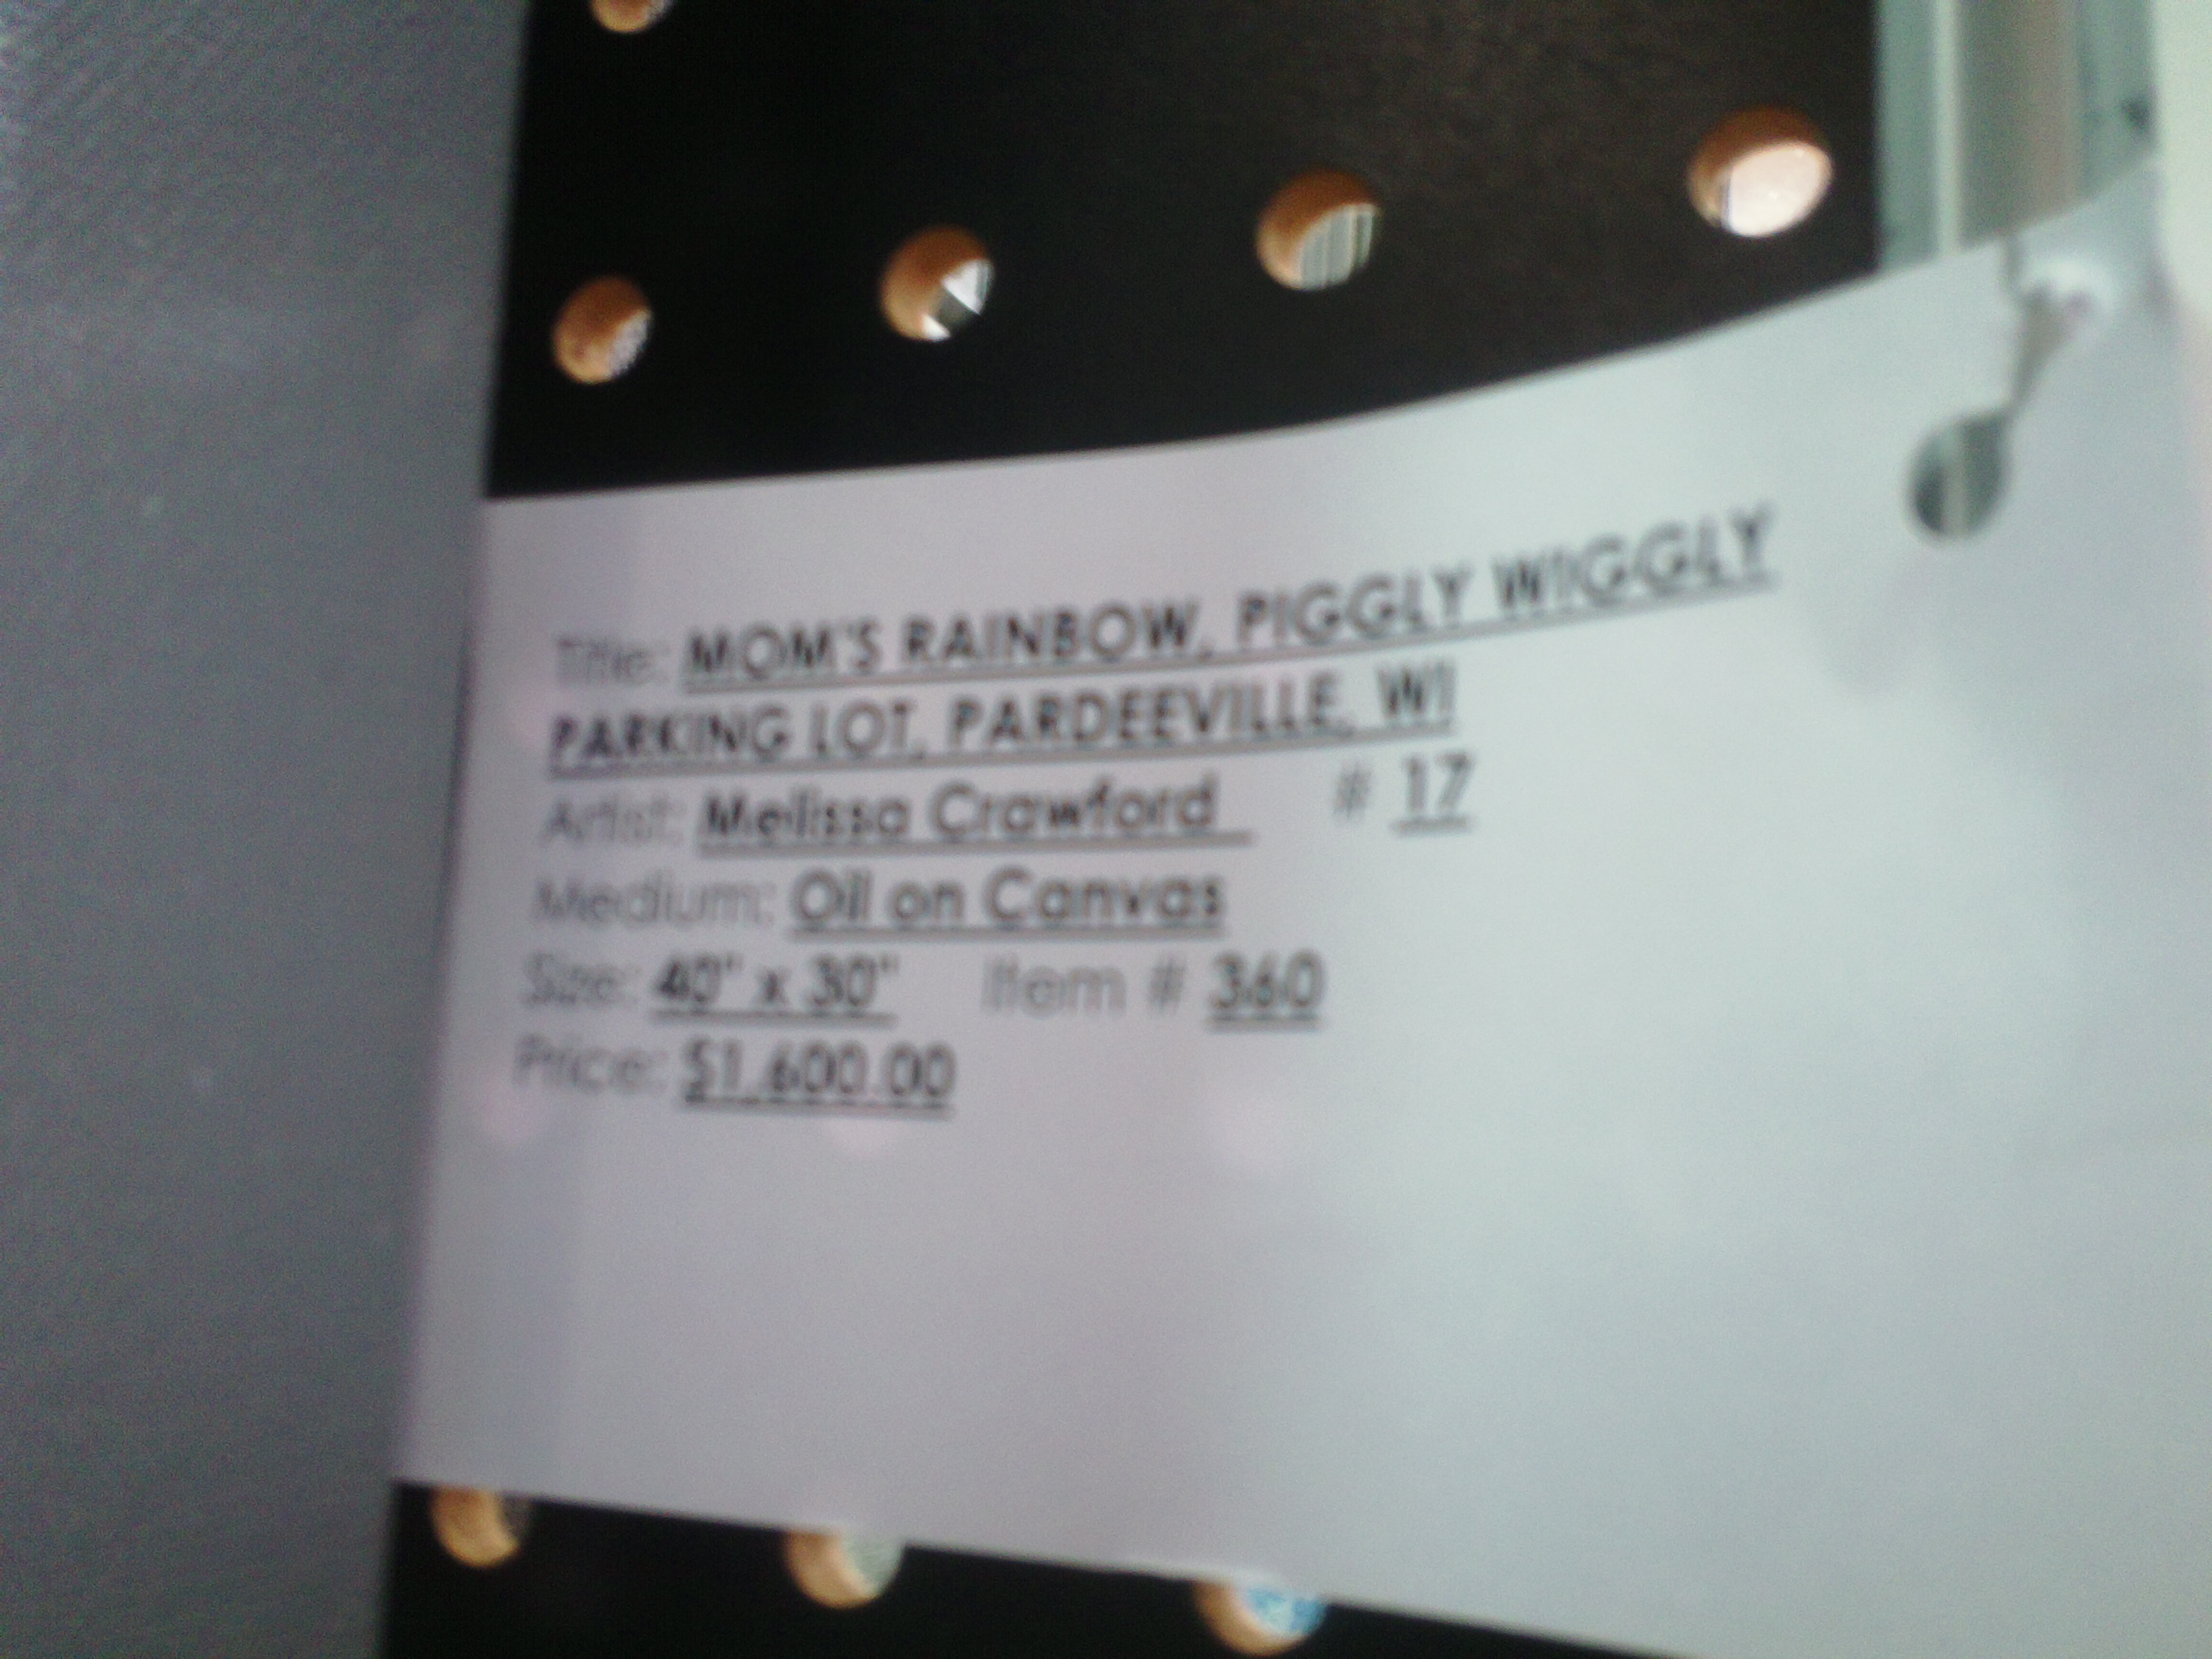 Title: MOM'S RAINBOW, PIGGLY WIGGLY
PARKING LOT, PARDEEVILLE, WI
Artist: Melissa Crawford # 17
Medium: Oil on Canvas
Size: 40" x 30" Item # 360
Price: $1,600.00